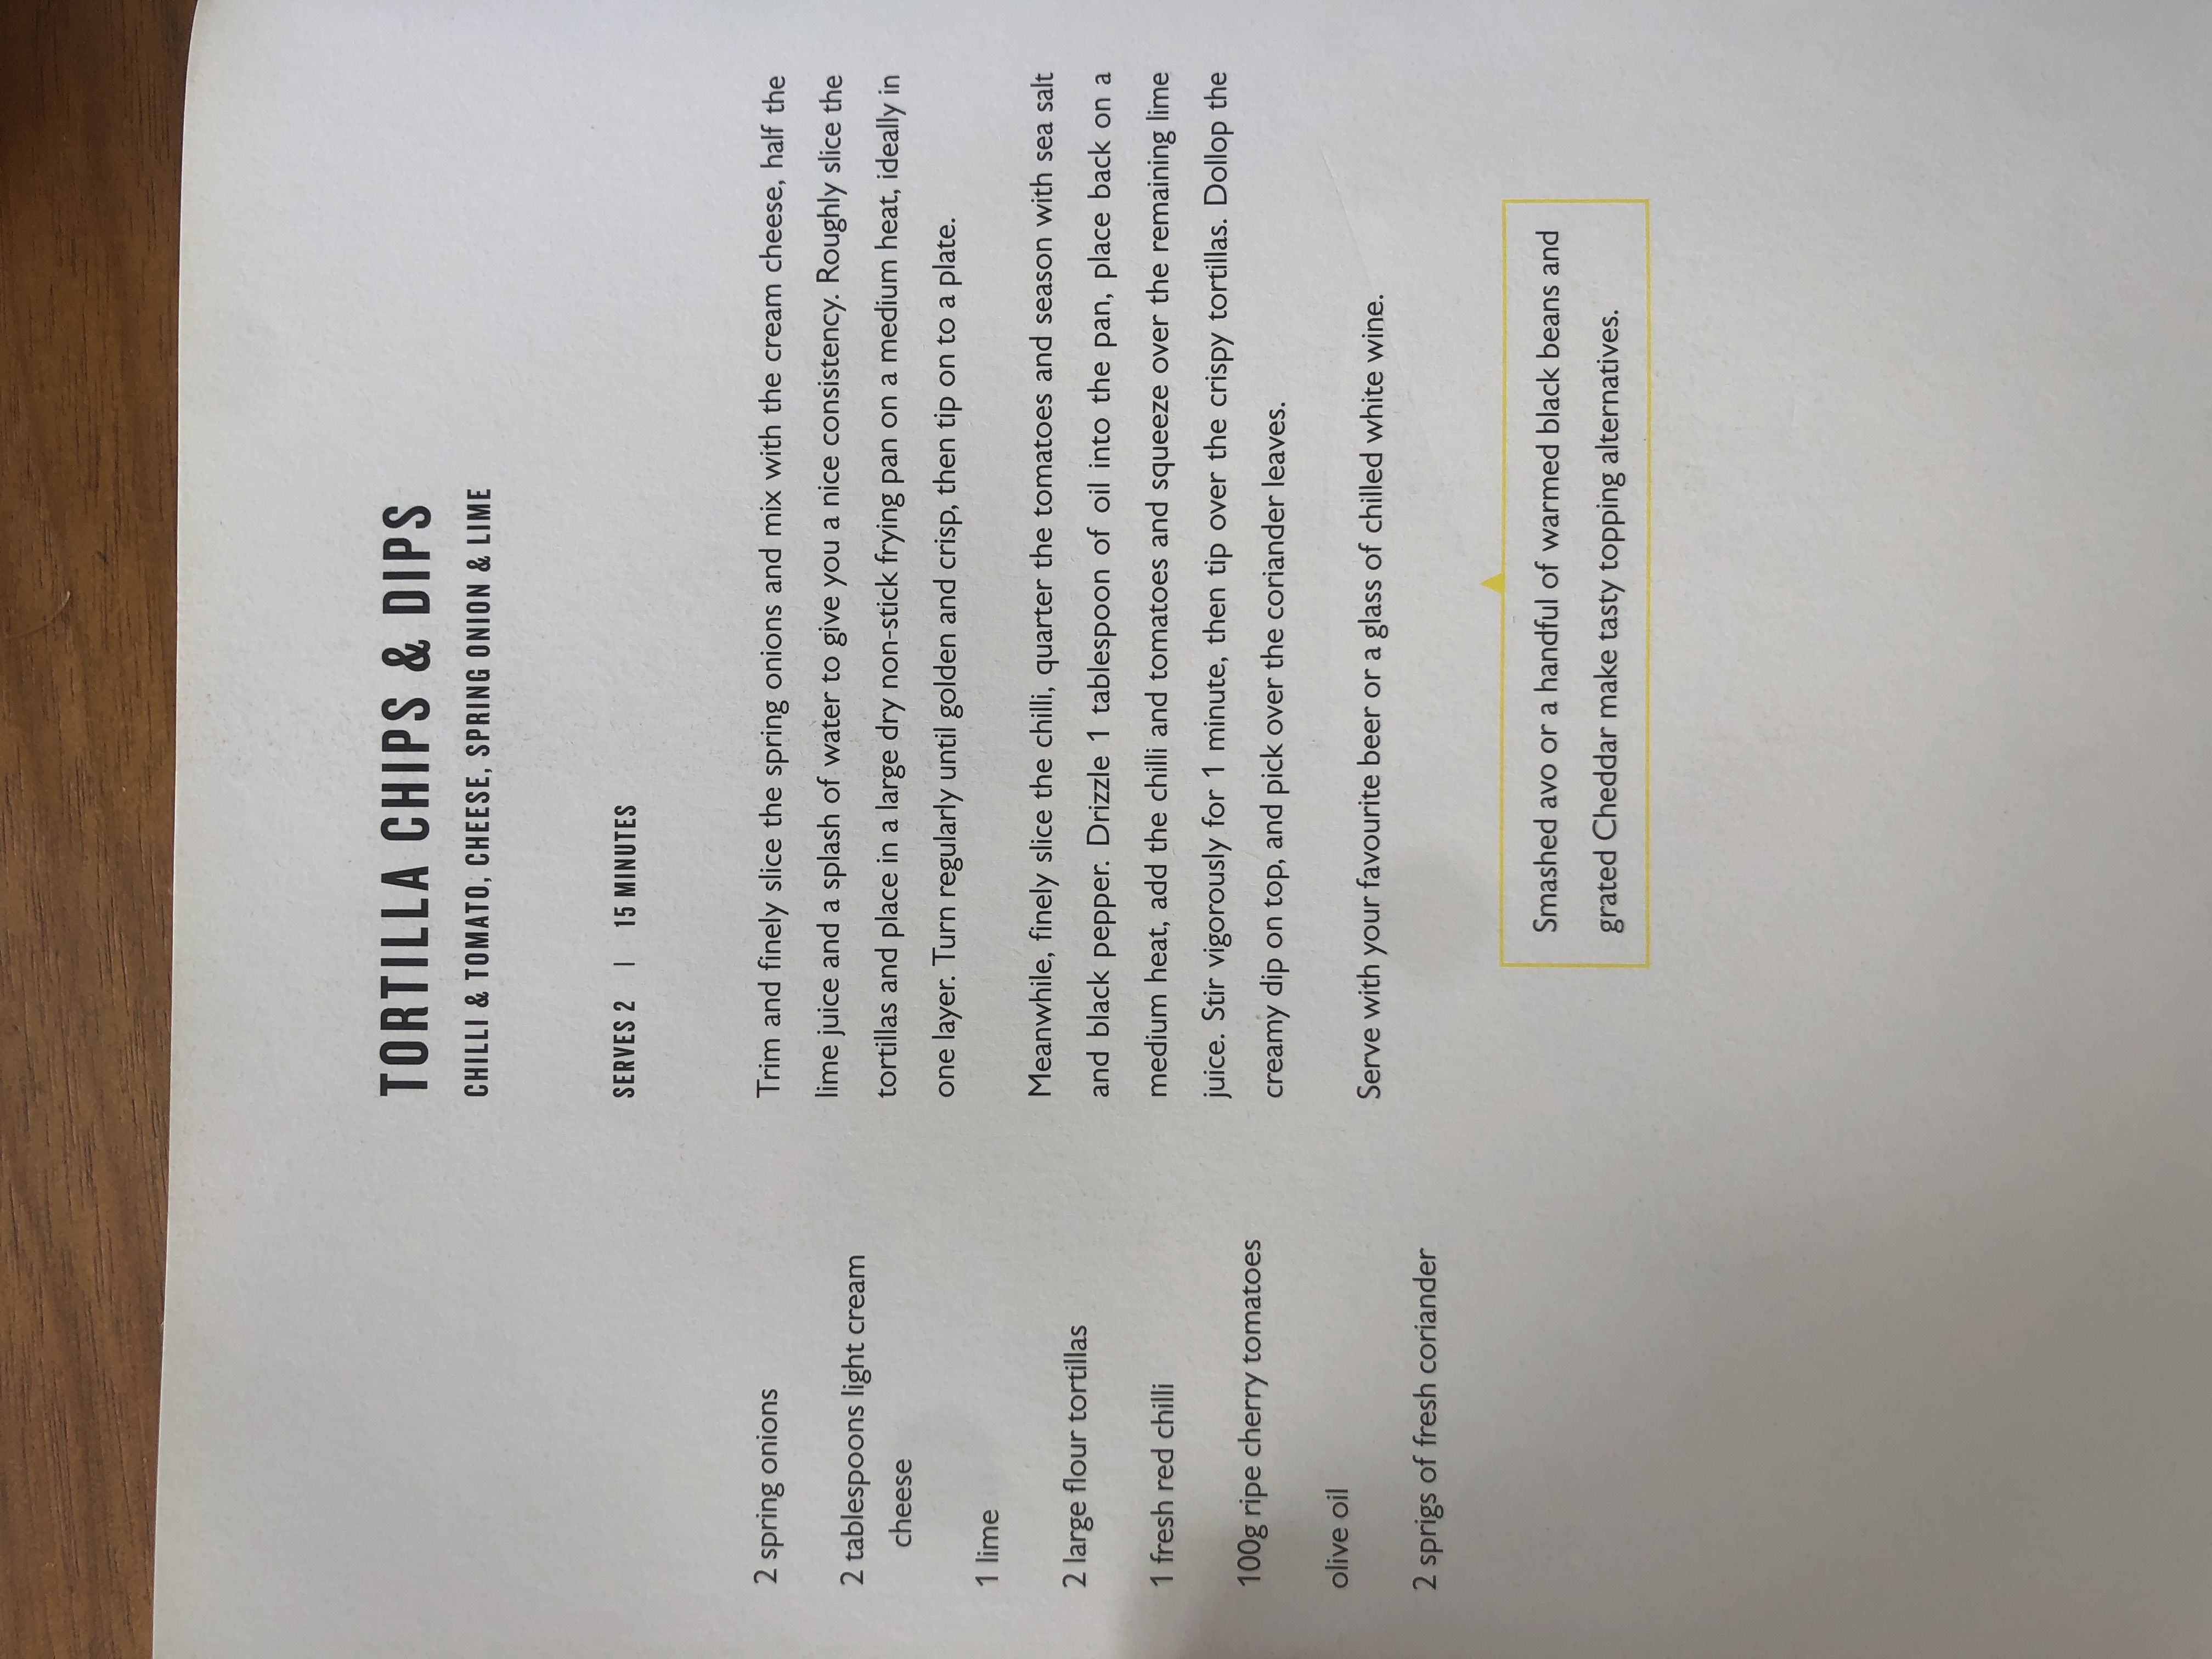 TORTILLA CHIPS & DIPS
CHILLI & TOMATO, CHEESE, SPRING ONION & LIME
SERVES 2 | 15 MINUTES
2 spring onions
2 tablespoons light cream
cheese
1 lime
2 large flour tortillas
1 fresh red chilli
100g ripe cherry tomatoes
olive oil
2 sprigs of fresh coriander
Trim and finely slice the spring onions and mix with the cream cheese, half the
lime juice and a splash of water to give you a nice consistency. Roughly slice the
tortillas and place in a large dry non-stick frying pan on a medium heat, ideally in
one layer. Turn regularly until golden and crisp, then tip on to a plate.
Meanwhile, finely slice the chilli, quarter the tomatoes and season with sea salt
and black pepper. Drizzle 1 tablespoon of oil into the pan, place back on a
medium heat, add the chilli and tomatoes and squeeze over the remaining lime
juice. Stir vigorously for 1 minute, then tip over the crispy tortillas. Dollop the
creamy dip on top, and pick over the coriander leaves.
Serve with your favourite beer or a glass of chilled white wine.
Smashed avo or a handful of warmed black beans and
grated Cheddar make tasty topping alternatives.